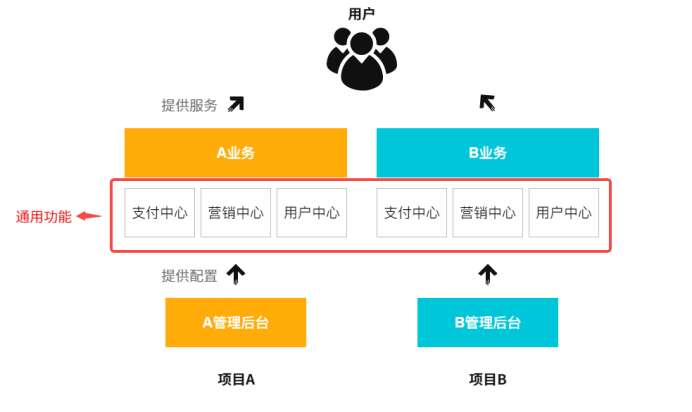 用户
提供服务
A业务
B业务
通用功能
支付中心
营销中心
用户中心
支付中心
营销中心
用户中心
提供配置
A管理后台
B管理后台
项目A
项目B